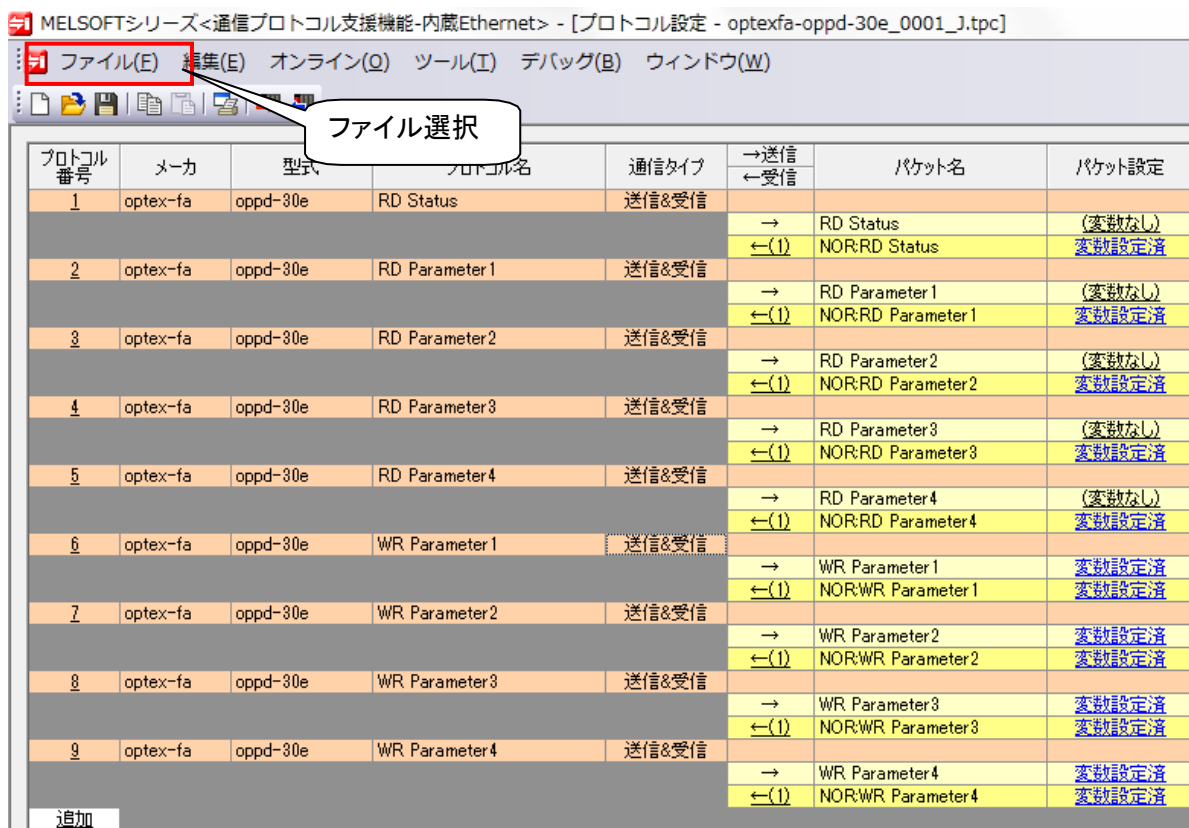 MELSOFTシリーズ<通信プロトコル支援機能-内蔵Ethernet> - [プロトコル設定 - optexfa-oppd-30e_0001_J.tpc]
ファイル(F) 編集(E) オンライン(O) ツール(T) デバッグ(B) ウィンドウ(W)
ファイル選択
プロトコル番号 メーカ 型式 プロトコル名 通信タイプ →送信 ←受信 パケット名 パケット設定
1 optex-fa oppd-30e RD Status 送信&受信
→ RD Status (変数なし)
←(1) NOR:RD Status 変数設定済
2 optex-fa oppd-30e RD Parameter1 送信&受信
→ RD Parameter1 (変数なし)
←(1) NOR:RD Parameter1 変数設定済
3 optex-fa oppd-30e RD Parameter2 送信&受信
→ RD Parameter2 (変数なし)
←(1) NOR:RD Parameter2 変数設定済
4 optex-fa oppd-30e RD Parameter3 送信&受信
→ RD Parameter3 (変数なし)
←(1) NOR:RD Parameter3 変数設定済
5 optex-fa oppd-30e RD Parameter4 送信&受信
→ RD Parameter4 (変数なし)
←(1) NOR:RD Parameter4 変数設定済
6 optex-fa oppd-30e WR Parameter1 送信&受信
→ WR Parameter1 変数設定済
←(1) NOR:WR Parameter1 変数設定済
7 optex-fa oppd-30e WR Parameter2 送信&受信
→ WR Parameter2 変数設定済
←(1) NOR:WR Parameter2 変数設定済
8 optex-fa oppd-30e WR Parameter3 送信&受信
→ WR Parameter3 変数設定済
←(1) NOR:WR Parameter3 変数設定済
9 optex-fa oppd-30e WR Parameter4 送信&受信
→ WR Parameter4 変数設定済
←(1) NOR:WR Parameter4 変数設定済
追加